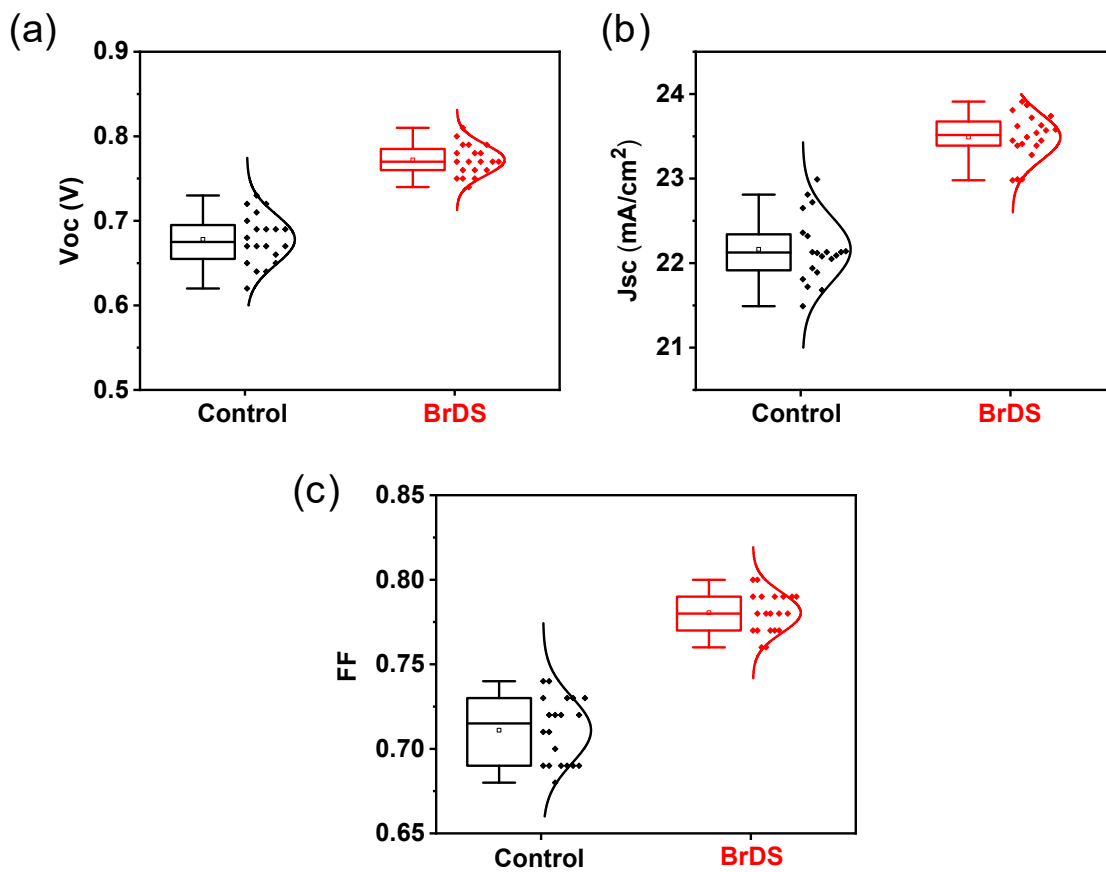 (a)
0.9
0.8
0.7
0.6
0.5
Voc (V)
Control
BrDS
(b)
24
23
22
21
Jsc (mA/cm²)
Control
BrDS
(c)
0.85
0.80
0.75
0.70
0.65
FF
Control
BrDS